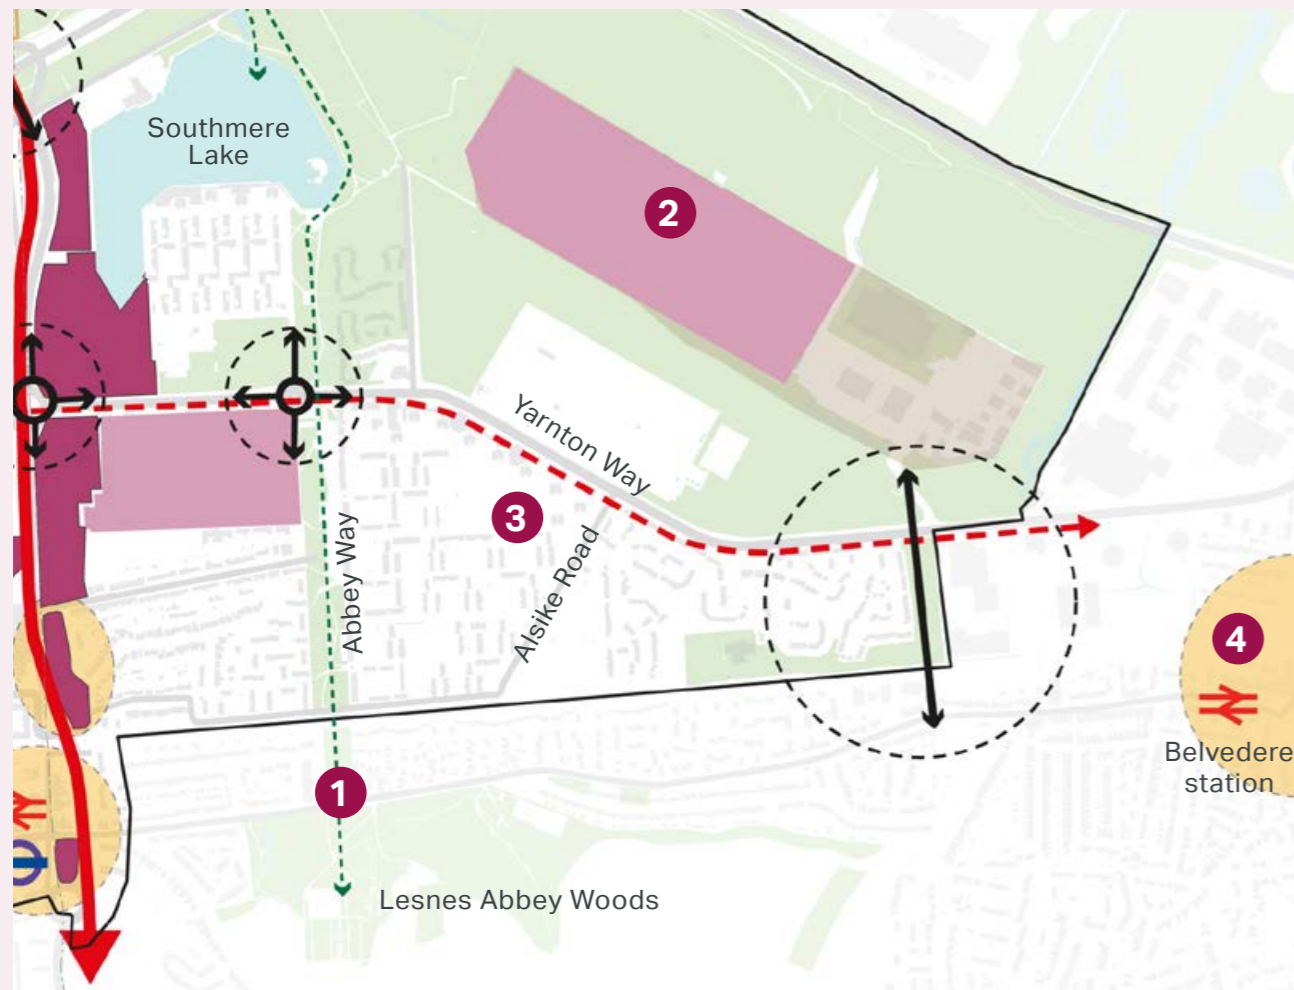 Southmere
Lake
2
Yarnton Way
3
Abbey Way
Alsike Road
4
Belvedere
station
1
Lesnes Abbey Woods